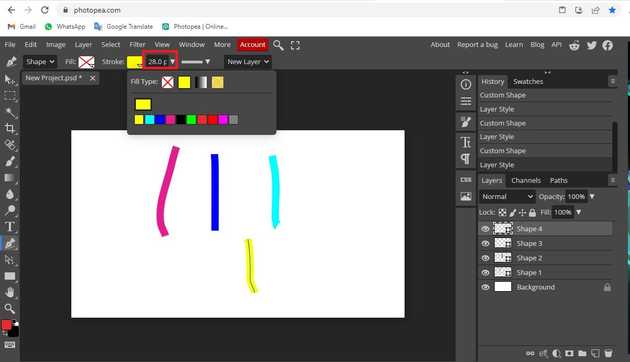 photopea.com
Gmail WhatsApp Google Translate Photopea | Online...
File Edit Image Layer Select Filter View Window More Account About Report a bug Learn Blog API
Shape Fill: Stroke: 28.0 p New Layer
New Project.psd *
Fill Type:
History Swatches
Custom Shape
Layer Style
Custom Shape
Layer Style
Custom Shape
Layer Style
Layers Channels Paths
Normal Opacity: 100%
Lock: Fill: 100%
Shape 4
Shape 3
Shape 2
Shape 1
Background
CSS